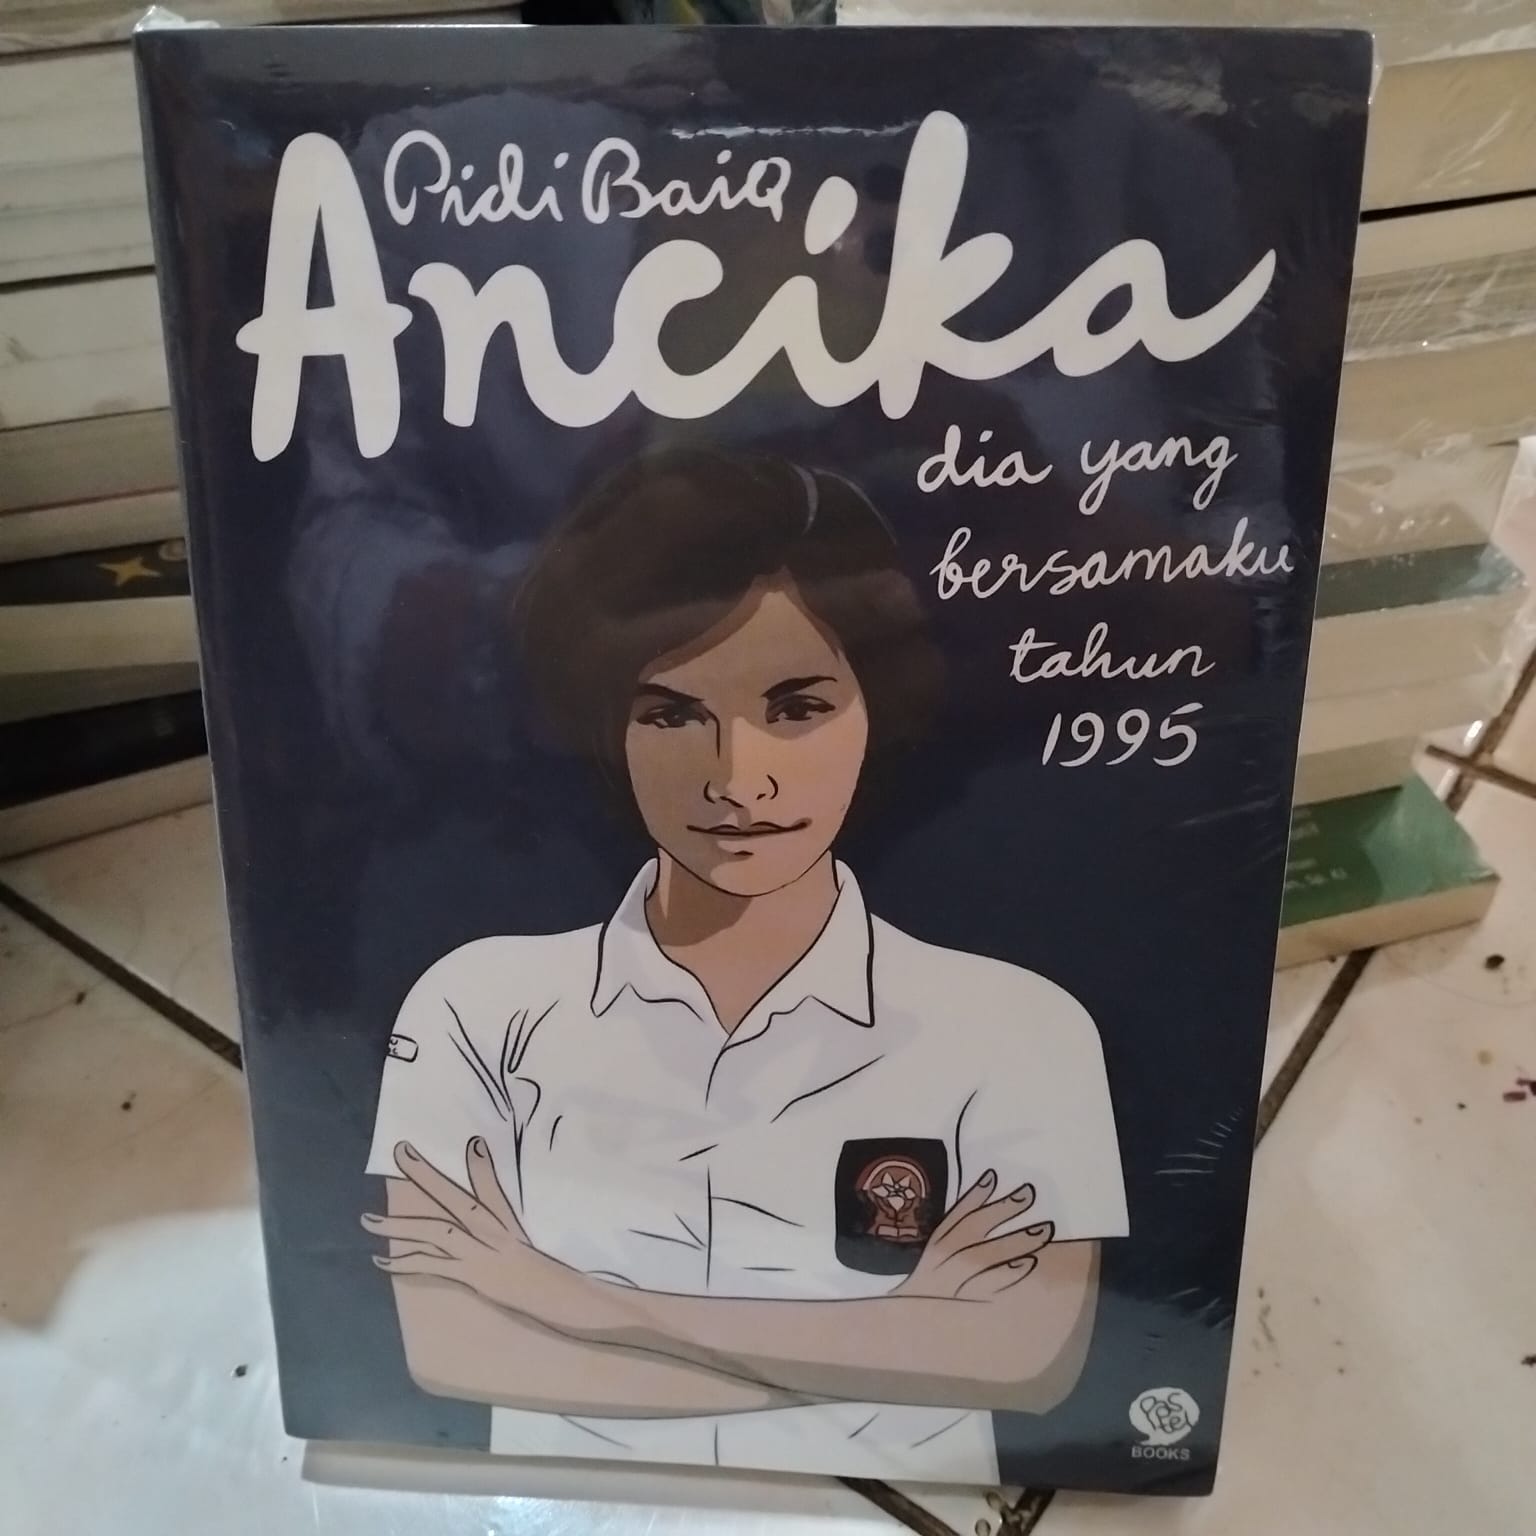 Pidi BaiQ
Ancika
dia yang
bersamaku
tahun
1995
Pastel
BOOKS